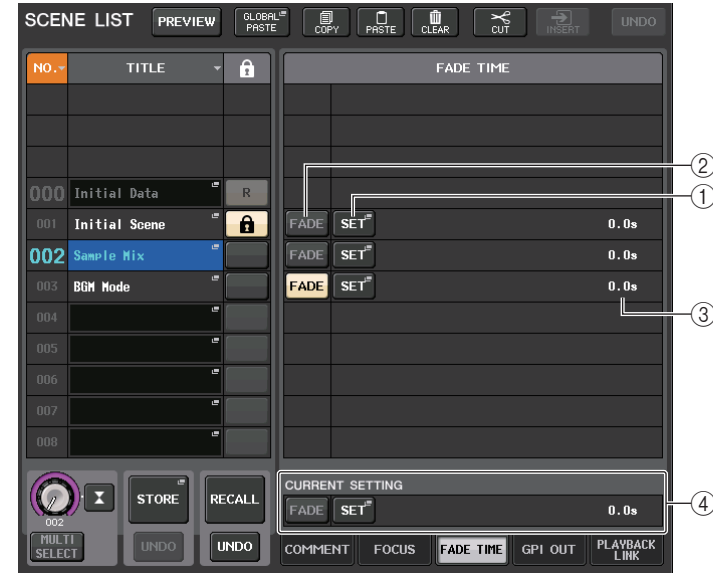 SCENE LIST PREVIEW GLOBAL PASTE COPY PASTE CLEAR CUT INSERT UNDO
NO. TITLE FADE TIME
②
000 Initial Data R ①
001 Initial Scene FADE SET 0.0s
002 Sample Mix FADE SET 0.0s
003 BGM Mode FADE SET 0.0s
004 ③
005
006
007
008
CURRENT SETTING
STORE RECALL FADE SET 0.0s ④
002
MULTI SELECT UNDO UNDO COMMENT FOCUS FADE TIME GPI OUT PLAYBACK LINK